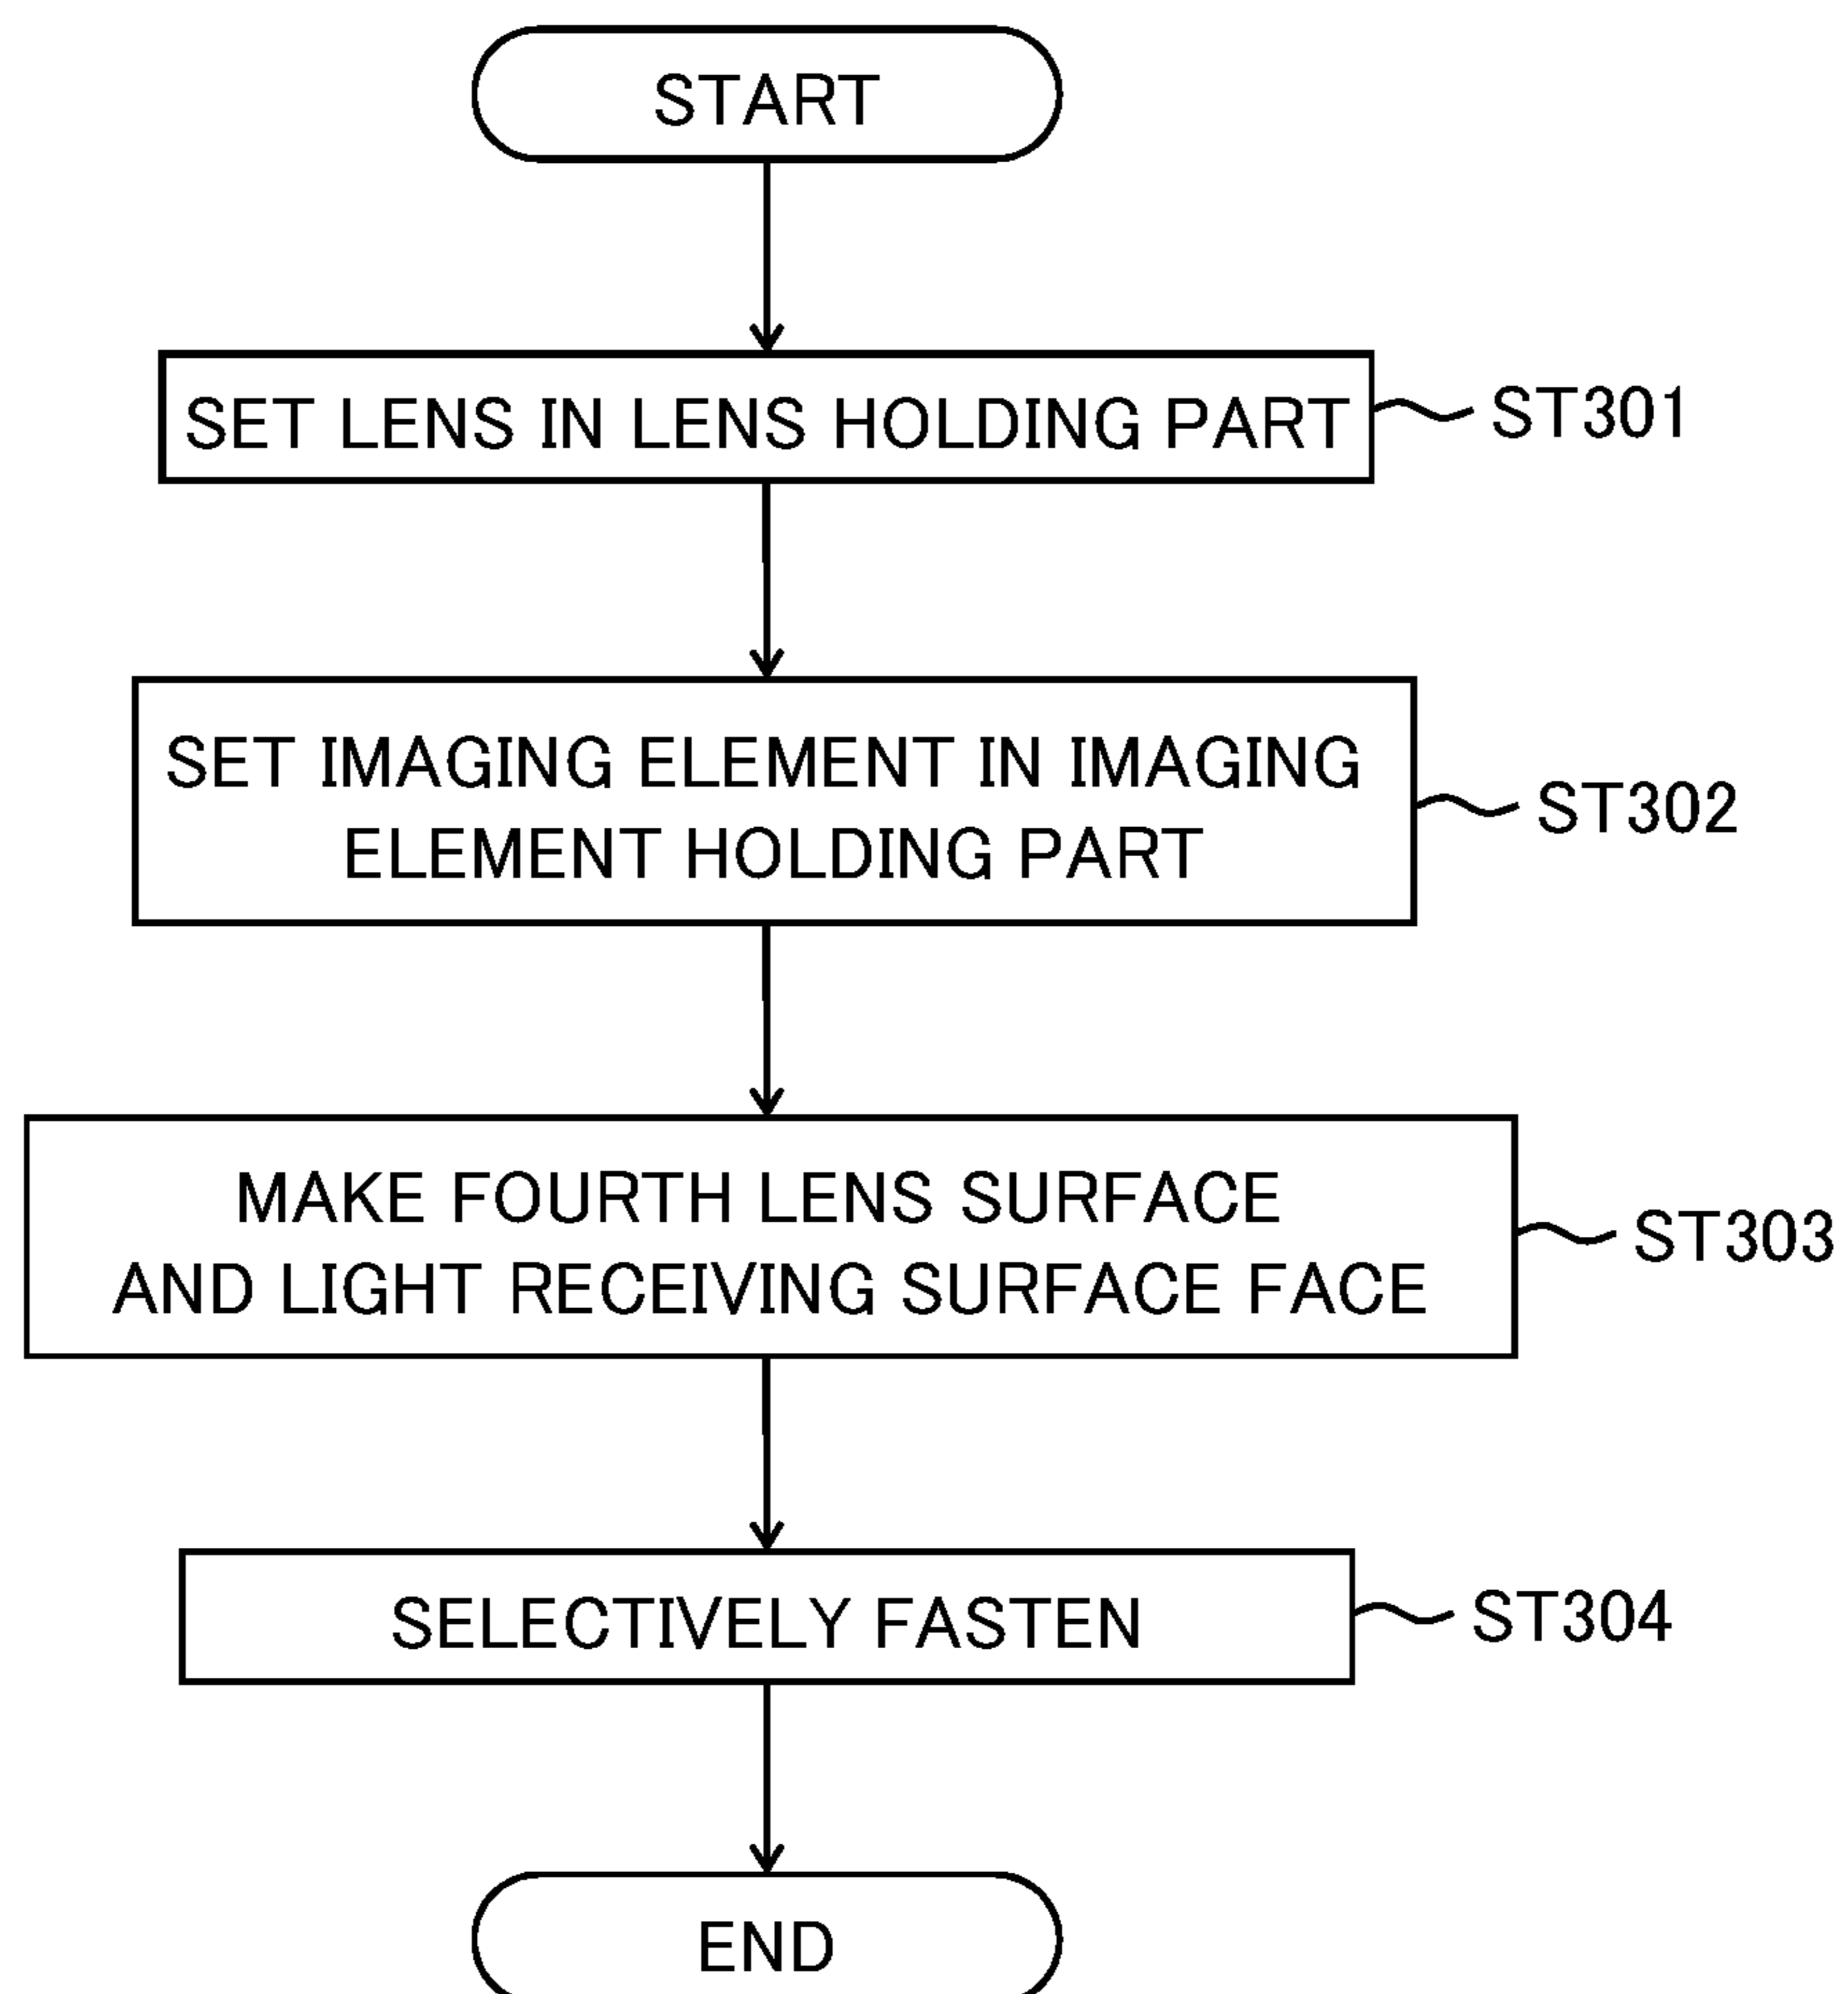 START
SET LENS IN LENS HOLDING PART
ST301
SET IMAGING ELEMENT IN IMAGING
ELEMENT HOLDING PART
ST302
MAKE FOURTH LENS SURFACE
AND LIGHT RECEIVING SURFACE FACE
ST303
SELECTIVELY FASTEN
ST304
END